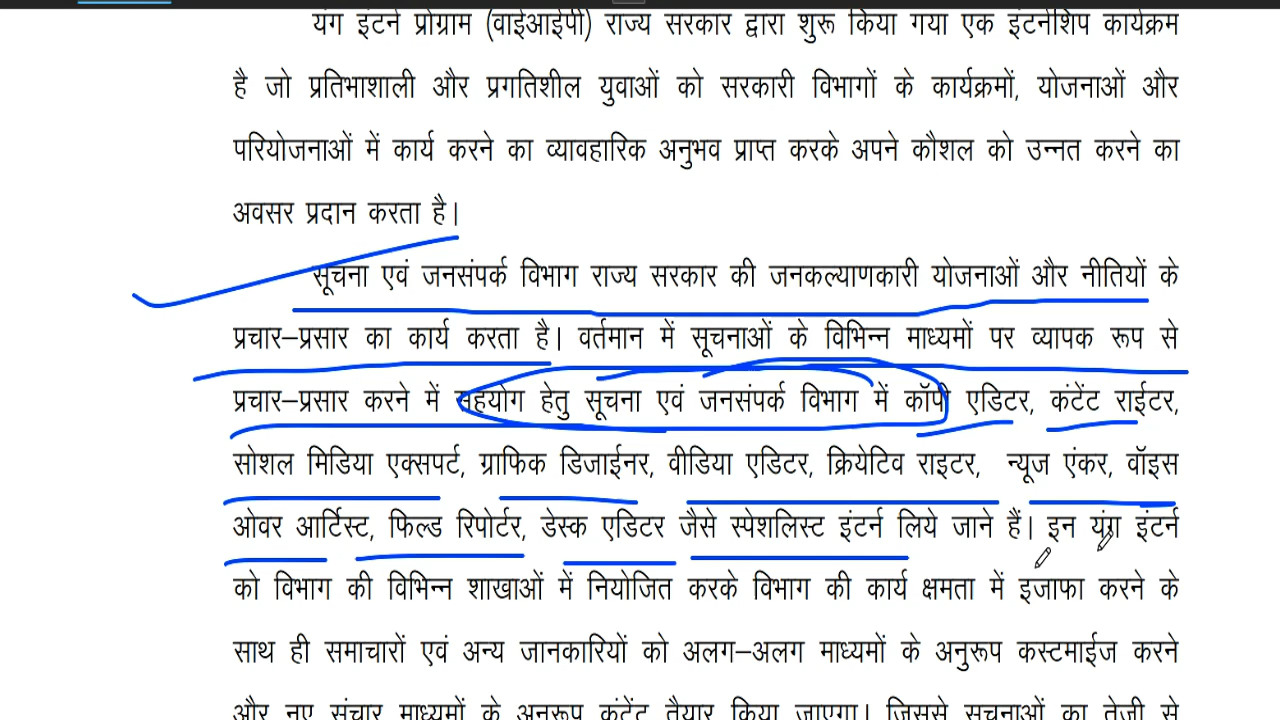 यंग इंटर्न प्रोग्राम (वाईआईपी) राज्य सरकार द्वारा शुरू किया गया एक इंटर्नशिप कार्यक्रम
है जो प्रतिभाशाली और प्रगतिशील युवाओं को सरकारी विभागों के कार्यक्रमों, योजनाओं और
परियोजनाओं में कार्य करने का व्यावहारिक अनुभव प्राप्त करके अपने कौशल को उन्नत करने का
अवसर प्रदान करता है।
सूचना एवं जनसंपर्क विभाग राज्य सरकार की जनकल्याणकारी योजनाओं और नीतियों के
प्रचार–प्रसार का कार्य करता है। वर्तमान में सूचनाओं के विभिन्न माध्यमों पर व्यापक रूप से
प्रचार–प्रसार करने में सहयोग हेतु सूचना एवं जनसंपर्क विभाग में कॉपी एडिटर, कंटेंट राईटर,
सोशल मिडिया एक्सपर्ट, ग्राफिक डिजाईनर, वीडिया एडिटर, क्रियेटिव राइटर, न्यूज एंकर, वॉइस
ओवर आर्टिस्ट, फिल्ड रिपोर्टर, डेस्क एडिटर जैसे स्पेशलिस्ट इंटर्न लिये जाने हैं। इन यंग इंटर्न
को विभाग की विभिन्न शाखाओं में नियोजित करके विभाग की कार्य क्षमता में इजाफा करने के
साथ ही समाचारों एवं अन्य जानकारियों को अलग–अलग माध्यमों के अनुरूप कस्टमाईज करने
और नए संचार माध्यमों के अनुरूप कंटेंट तैयार किया जाएगा। जिससे सूचनाओं का तेजी से